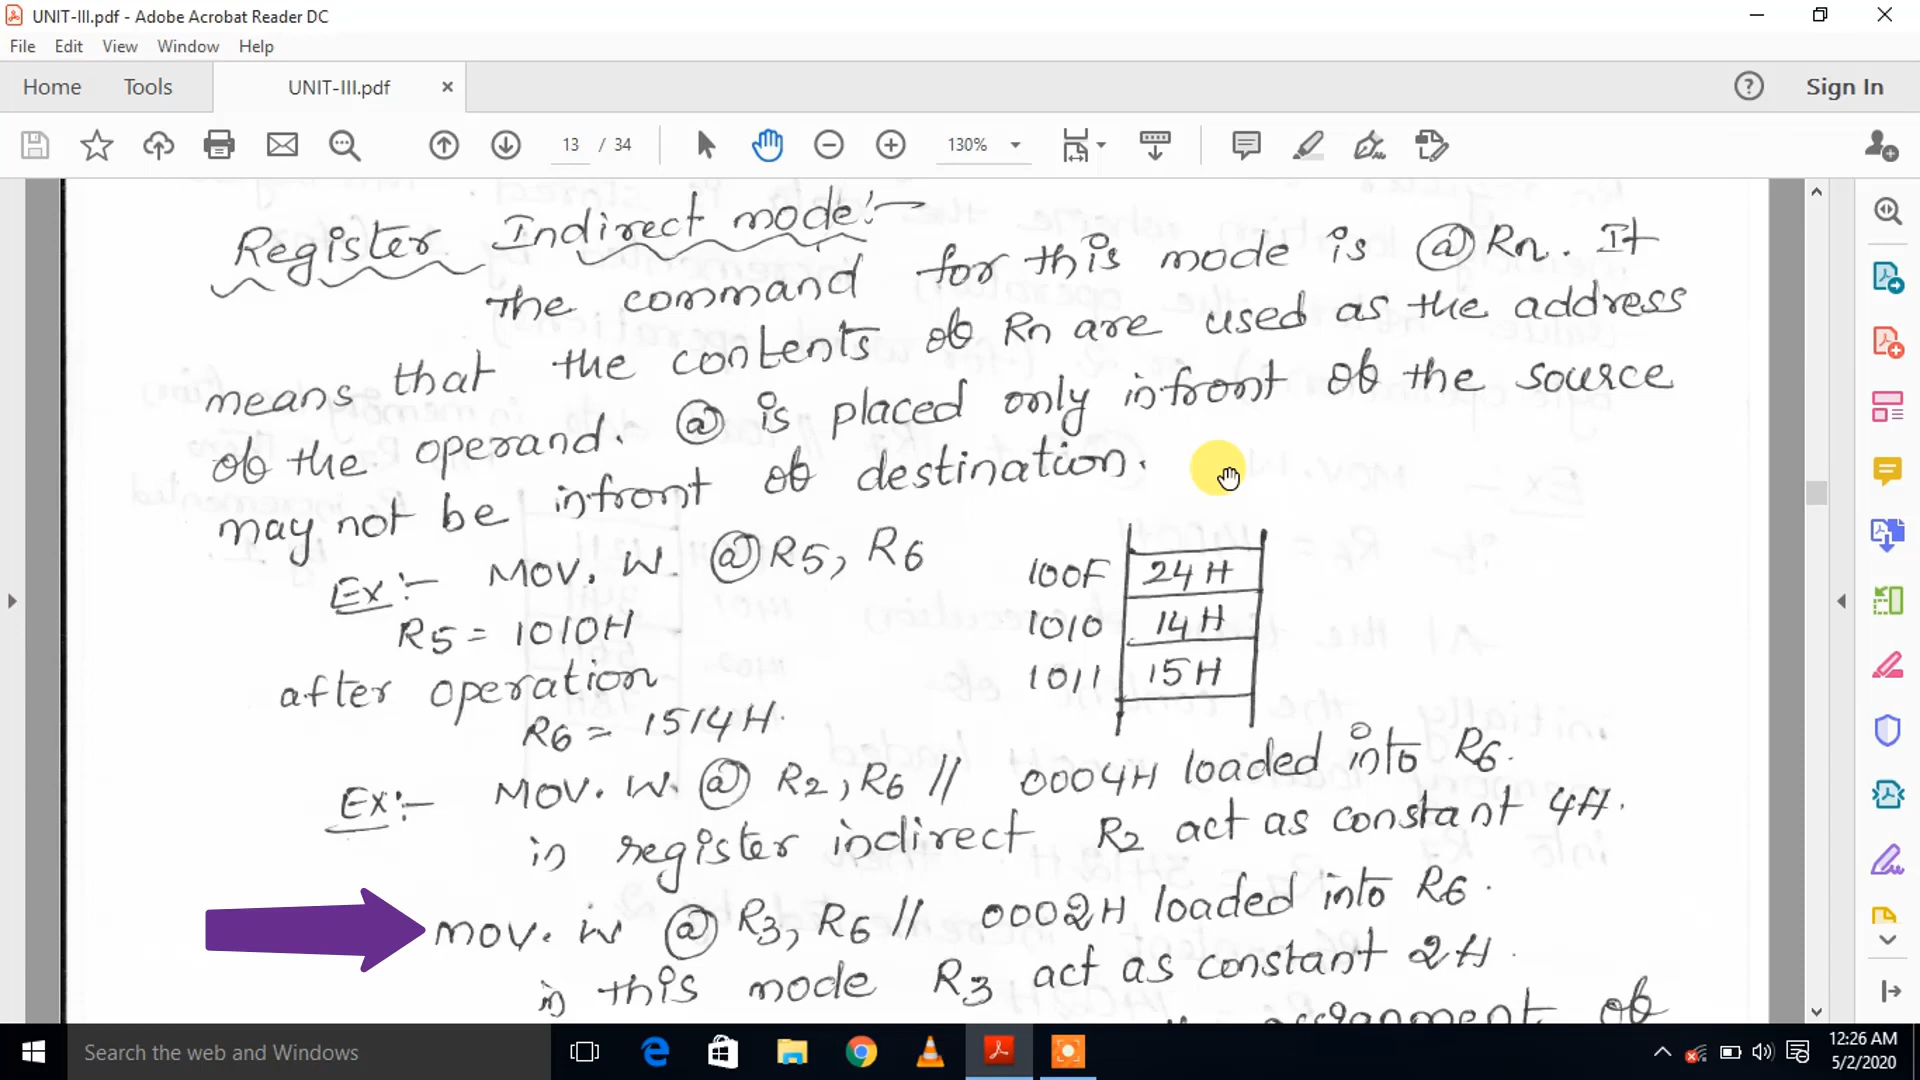 UNIT-III.pdf - Adobe Acrobat Reader DC
File Edit View Window Help
Home Tools UNIT-III.pdf × Sign In
13 / 34 130%
Register Indirect mode:-
The command for this mode is @Rn. It
means that the contents of Rn are used as the address
of the operand. @ is placed only infront of the source
may not be infront of destination.
Ex:- MOV. W. @R5, R6
R5 = 1010H
after operation
R6 = 1514H.
100F 24H
1010 14H
1011 15H
Ex:- MOV. W. @ R2, R6 // 0004H loaded into R6.
in register indirect R2 act as constant 4H.
mov. w @ R3, R6 // 0002H loaded into R6.
in this mode R3 act as constant 2H.
of
Search the web and Windows
12:26 AM
5/2/2020